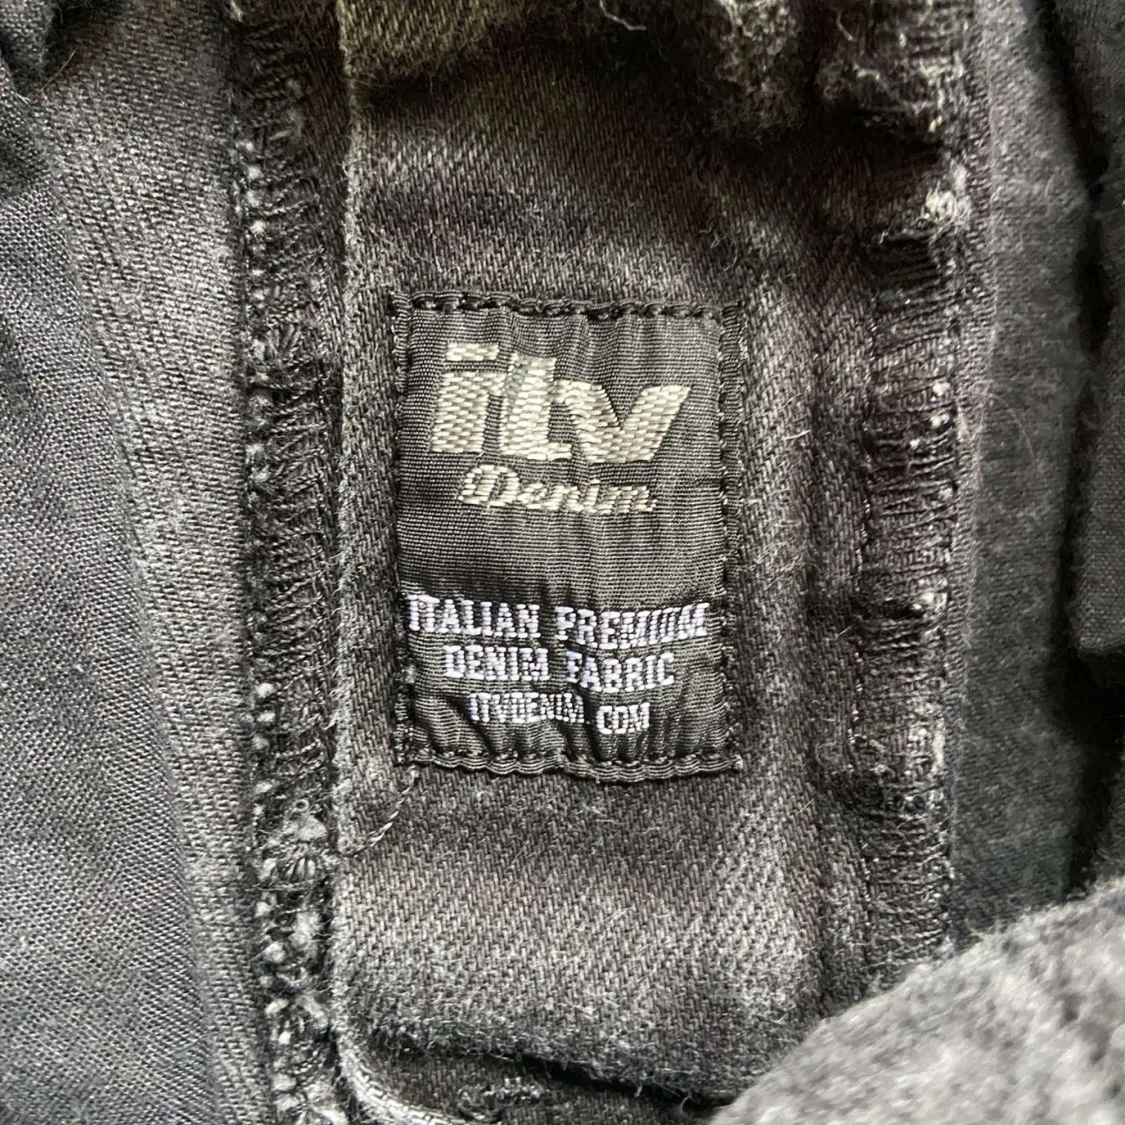 itv
Denim
ITALIAN PREMIUM
DENIM FABRIC
ITVDENIM.COM